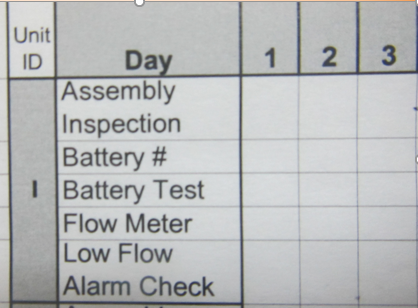 Unit
ID Day 1 2 3
Assembly
Inspection
Battery #
I Battery Test
Flow Meter
Low Flow
Alarm Check